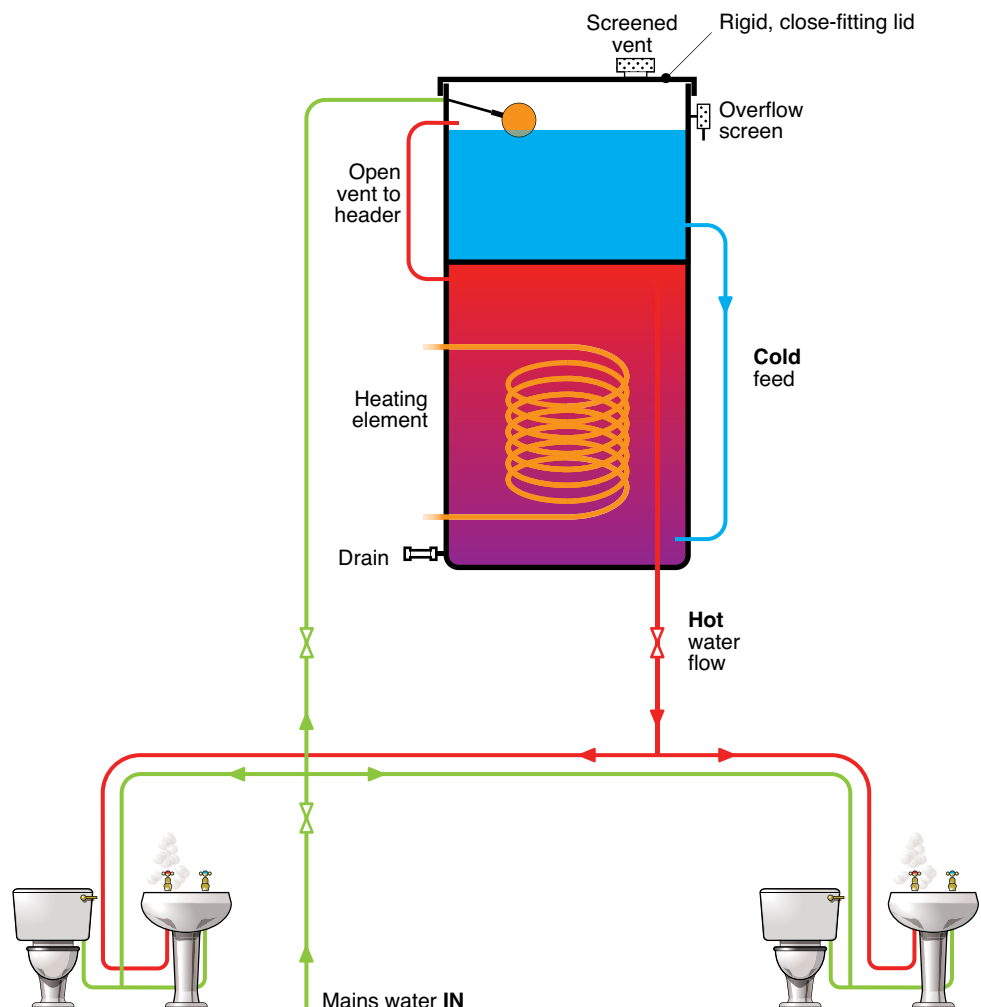 Screened
vent
Rigid, close-fitting lid
Overflow
screen
Open
vent to
header
Cold
feed
Heating
element
Drain
Hot
water
flow
Mains water IN